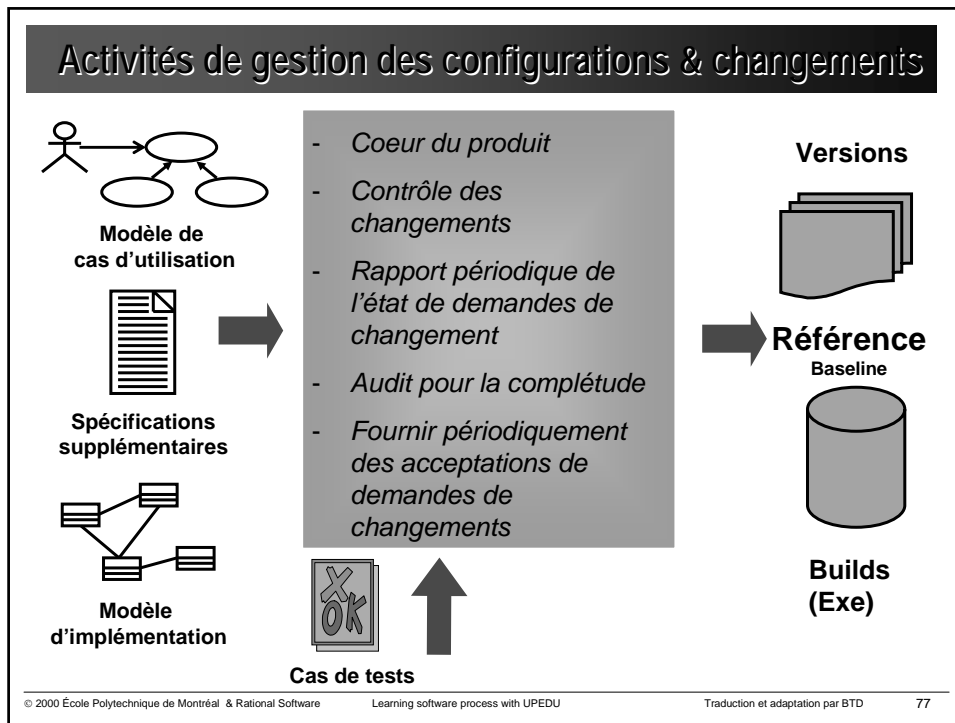 Activités de gestion des configurations & changements
Modèle de
cas d'utilisation
Spécifications
supplémentaires
Modèle
d'implémentation
- Coeur du produit
- Contrôle des
changements
- Rapport périodique de
l'état de demandes de
changement
- Audit pour la complétude
- Fournir périodiquement
des acceptations de
demandes de
changements
X
OK
Cas de tests
Versions
Référence
Baseline
Builds
(Exe)
© 2000 École Polytechnique de Montréal & Rational Software Learning software process with UPEDU Traduction et adaptation par BTD 77